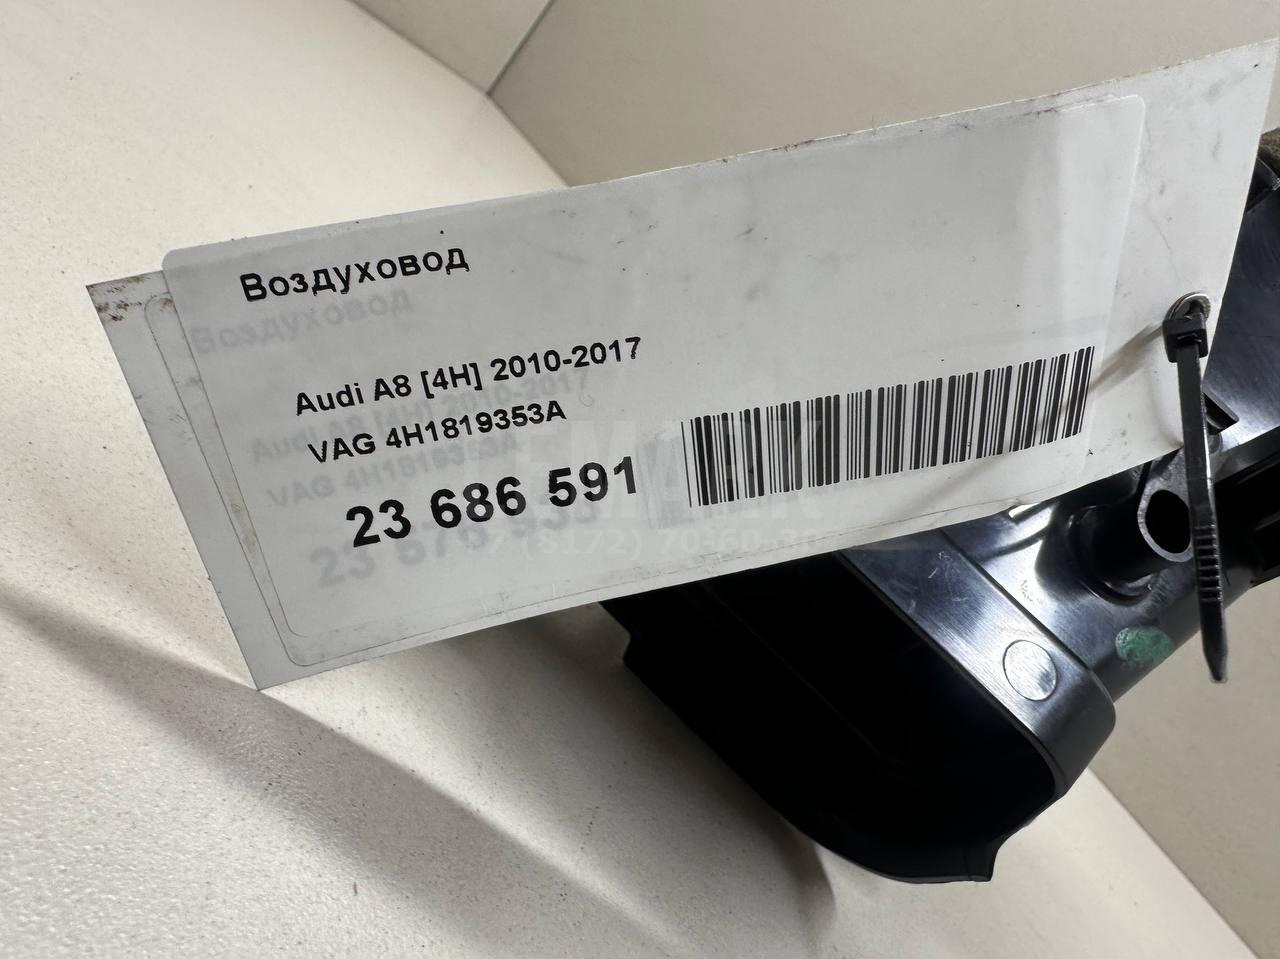 Воздуховод
Audi A8 [4H] 2010-2017
VAG 4H1819353A
23 686 591